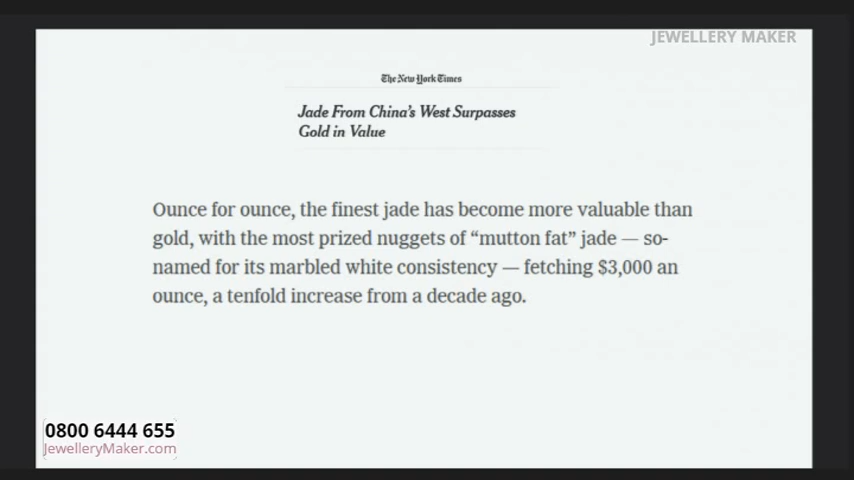 JEWELLERY MAKER
The New York Times
Jade From China's West Surpasses
Gold in Value
Ounce for ounce, the finest jade has become more valuable than
gold, with the most prized nuggets of “mutton fat” jade — so-
named for its marbled white consistency — fetching $3,000 an
ounce, a tenfold increase from a decade ago.
0800 6444 655
JewelleryMaker.com